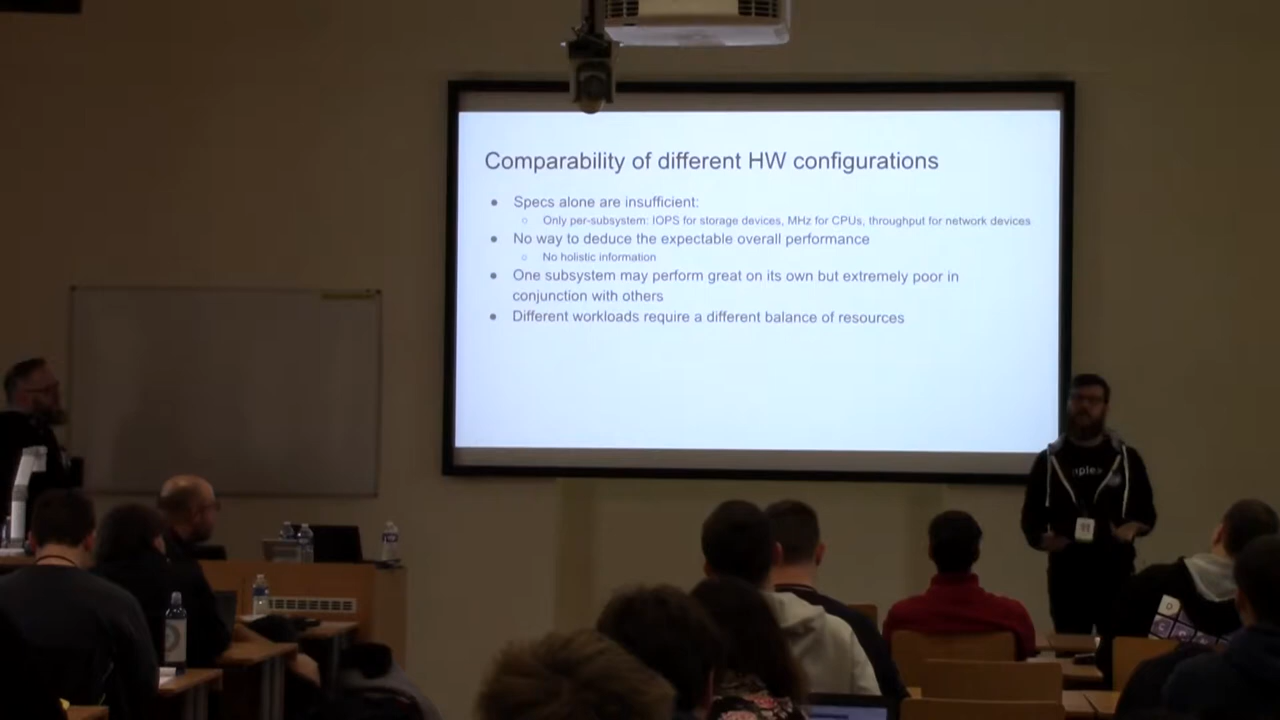 Comparability of different HW configurations
● Specs alone are insufficient:
○ Only per-subsystem: IOPS for storage devices, MHz for CPUs, throughput for network devices
● No way to deduce the expectable overall performance
○ No holistic information
● One subsystem may perform great on its own but extremely poor in
conjunction with others
● Different workloads require a different balance of resources